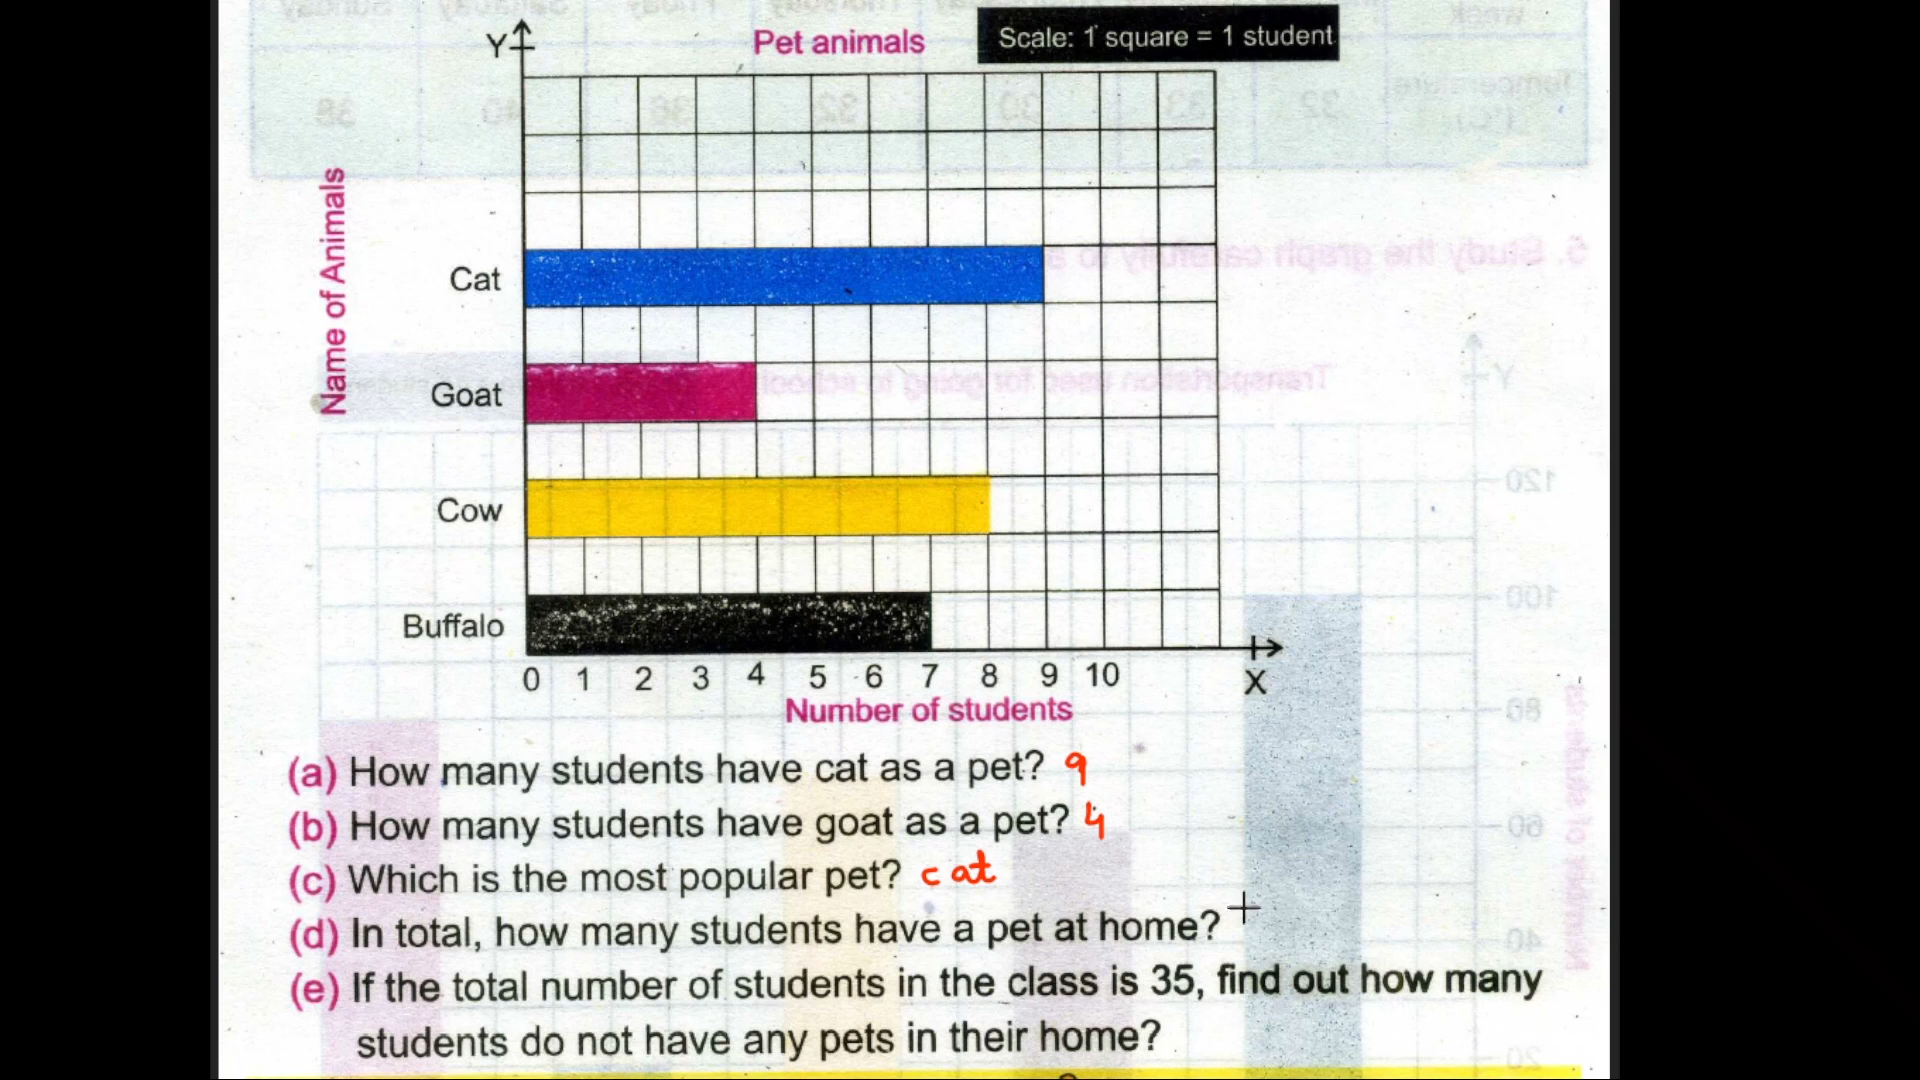 Y
Pet animals
Scale: 1 square = 1 student
Name of Animals
Cat
Goat
Cow
Buffalo
0 1 2 3 4 5 6 7 8 9 10
X
Number of students
(a) How many students have cat as a pet? 9
(b) How many students have goat as a pet? 4
(c) Which is the most popular pet? cat
(d) In total, how many students have a pet at home?
(e) If the total number of students in the class is 35, find out how many
students do not have any pets in their home?